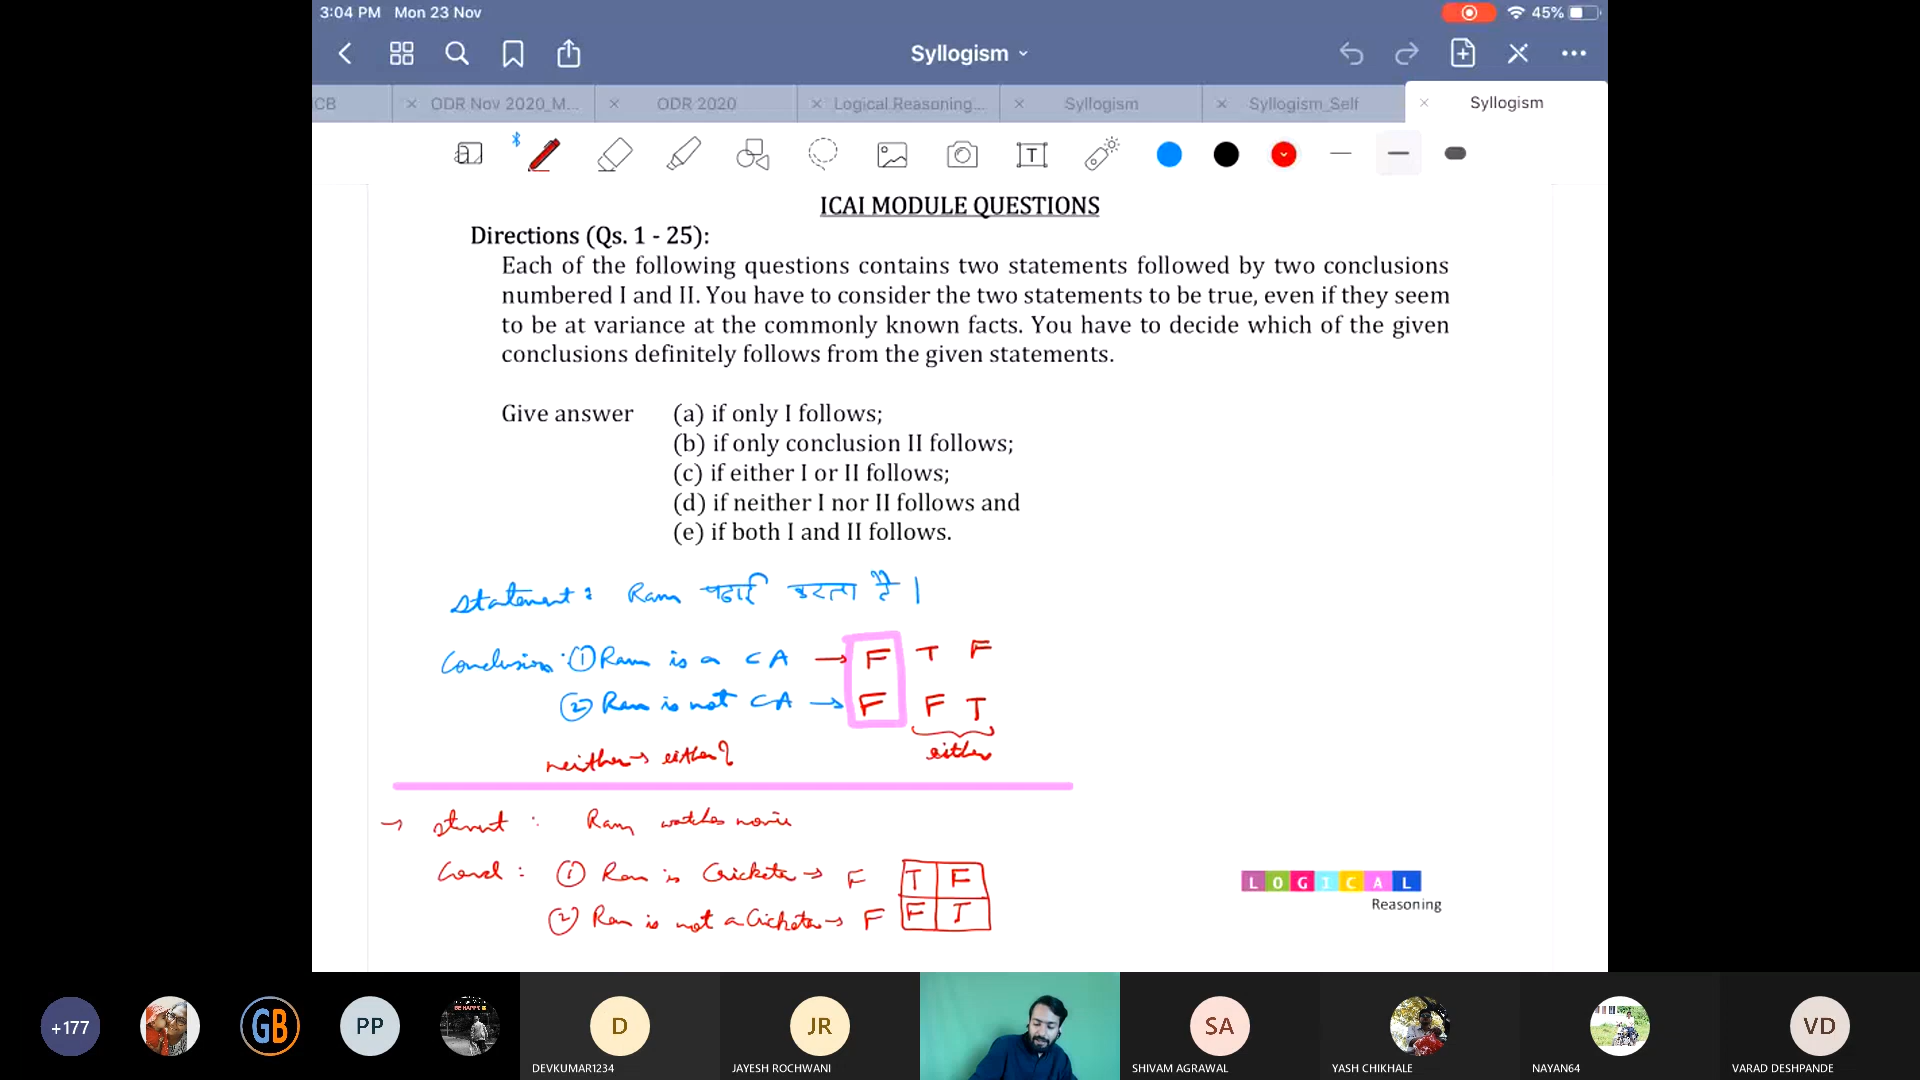 3:04 PM Mon 23 Nov 45%
Syllogism
CB ODR Nov 2020_M... ODR 2020 Logical Reasoning... Syllogism Syllogism_Self Syllogism
ICAI MODULE QUESTIONS
Directions (Qs. 1 - 25):
Each of the following questions contains two statements followed by two conclusions
numbered I and II. You have to consider the two statements to be true, even if they seem
to be at variance at the commonly known facts. You have to decide which of the given
conclusions definitely follows from the given statements.
Give answer (a) if only I follows;
(b) if only conclusion II follows;
(c) if either I or II follows;
(d) if neither I nor II follows and
(e) if both I and II follows.
Statement : Ram पढाई करता है |
Conclusion : ① Ram is a CA → F T F
② Ram is not CA → F F T
neither → either? either
→ : Ram watches movie
① Ram is Cricketer → F T F
② Ram is not a Cricketer → F F T
LOGICAL
Reasoning
+177 GB PP BE HAPPY D JR SA VD
DEVKUMAR1234 JAYESH ROCHWANI SHIVAM AGRAWAL YASH CHIKHALE NAYAN64 VARAD DESHPANDE